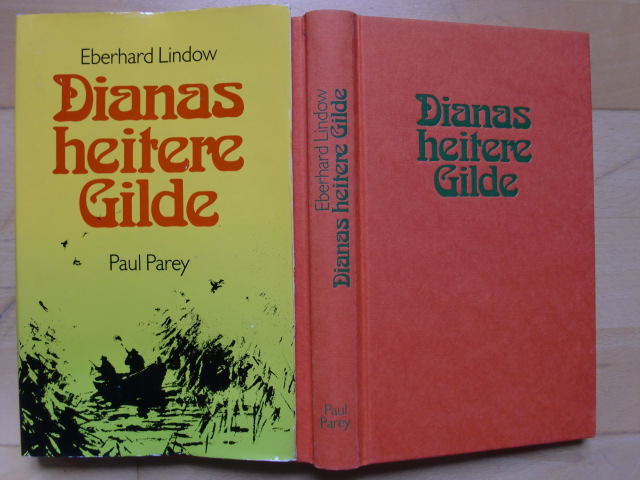 Eberhard Lindow
Dianas
heitere
Gilde
Paul Parey
Eberhard Lindow
Dianas heitere Gilde
Paul
Parey
Dianas
heitere
Gilde